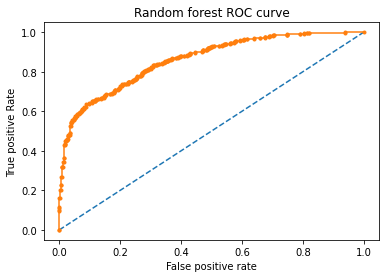 Random forest ROC curve
1.0
0.8
0.6
0.4
0.2
0.0
True positive Rate
0.0 0.2 0.4 0.6 0.8 1.0
False positive rate